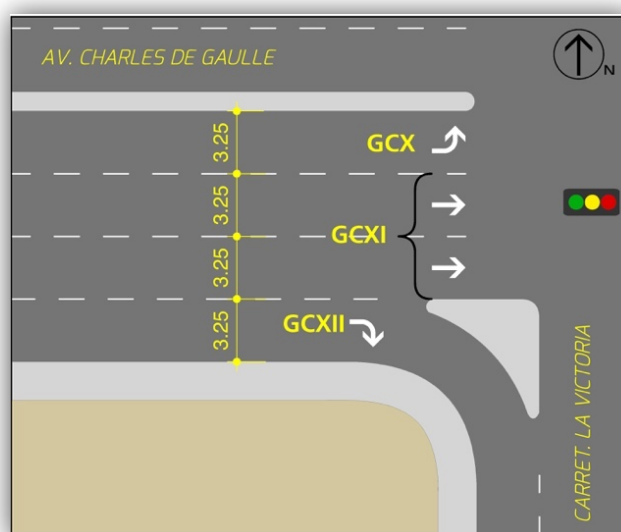 AV. CHARLES DE GAULLE
N
3.25
GCX
3.25
GCXI
3.25
3.25
GCXII
CARRET. LA VICTORIA